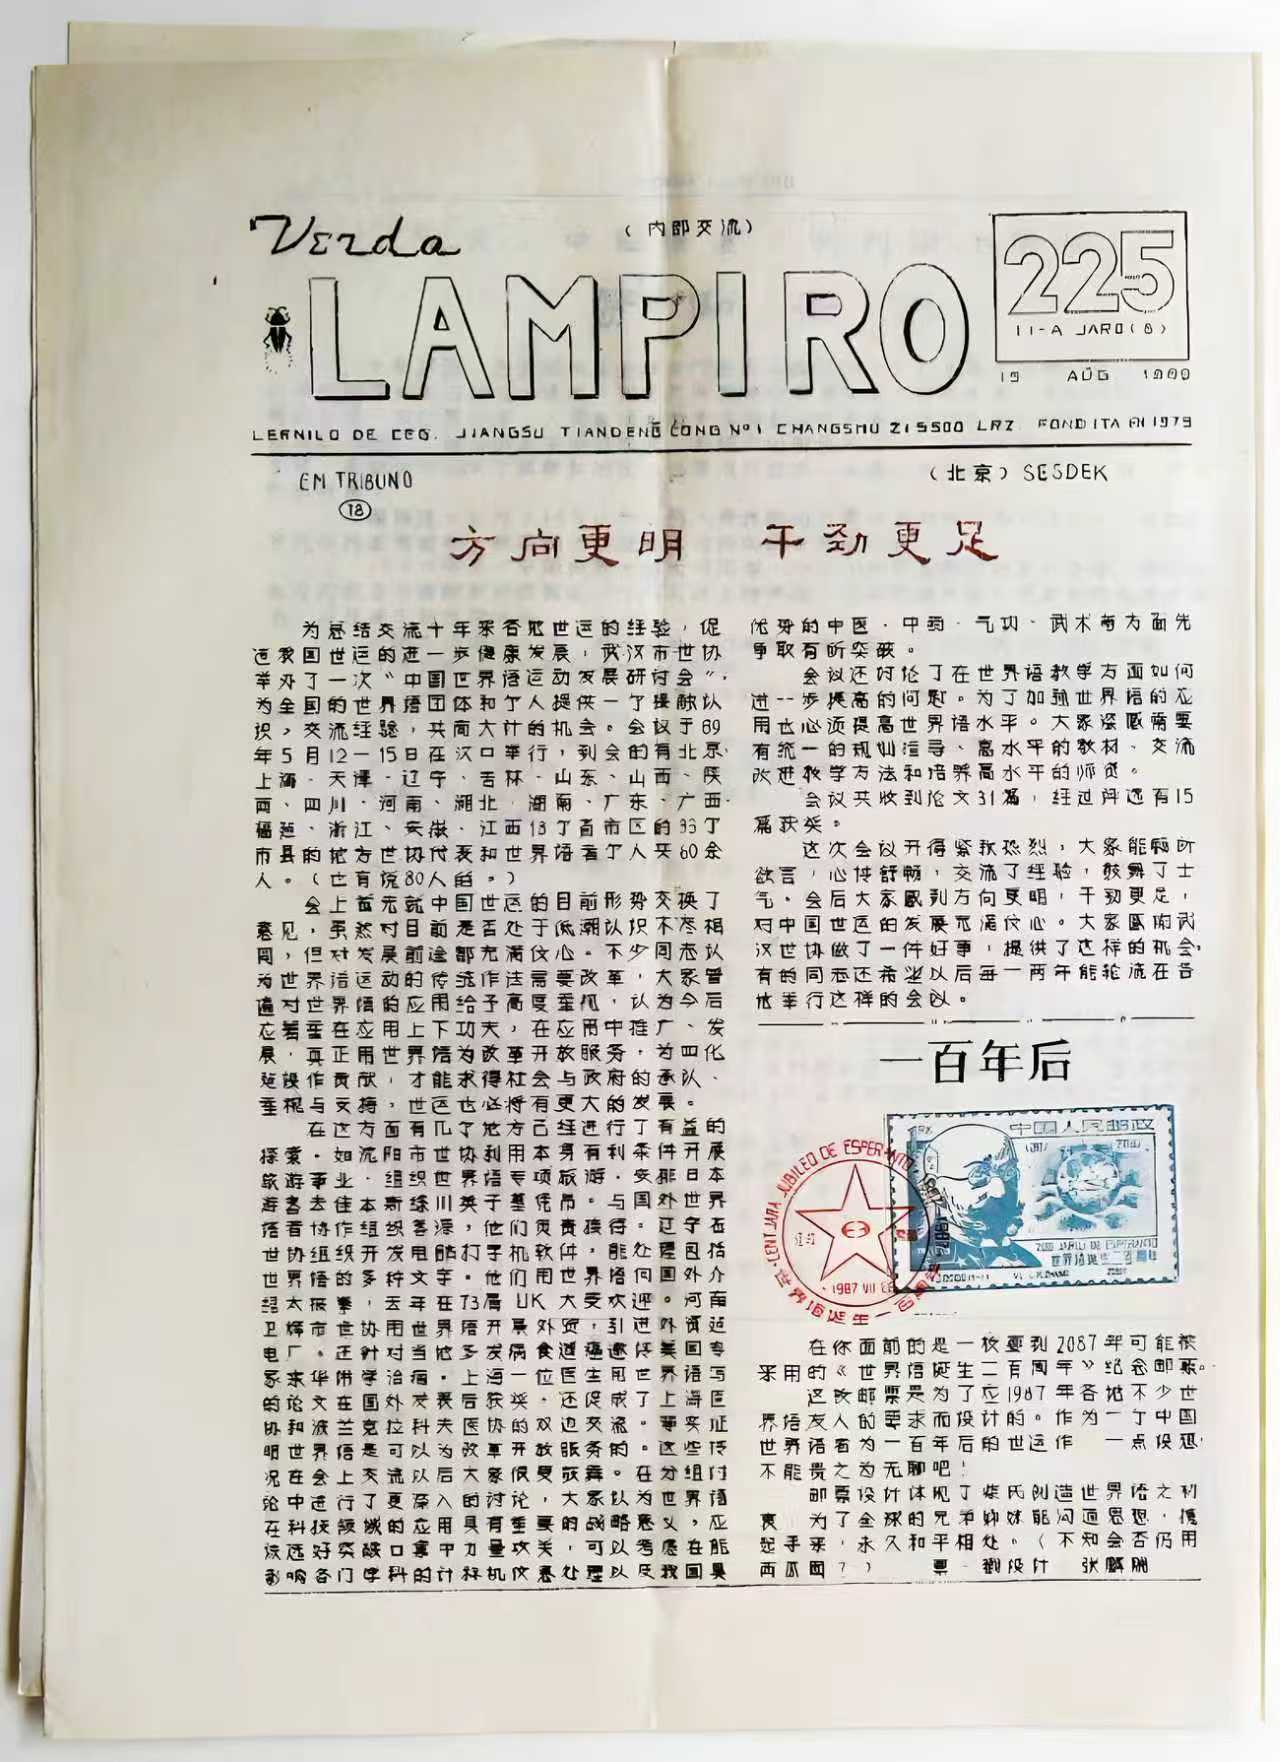 Verda
（内部交流）
LAMPIRO
225
11-A JARO(8)
15 AŬG
LERNILO DE CEG. JIANGSU TIANDENG CONG Nº1 CHANGSHU 215500 LRZ FONDITA EN 1979
EM TRIBUNO
18
（北京）SESDEK
方向更明 干劲更足
为总结交流十年来各地世运的经验，促
进我国世运的进一步健康发展，武汉市世协
举办了一次“中国世界语运动发展研讨会”，
为全国的世界语团体和个人提供一个提高认
识，交流经验，共商大计的机会。会议于89
年5月12—15日在汉口举行，到会的有北京·
上海·天津·辽宁、吉林·山东、山西、陕
西、四川·河南、湖北·湖南、广东、广西·
福建、浙江、安徽、江西18个省市区的
市县的地方世协代表和世界语者个人共60余
人。（也有说80人的。）
会上首先就中国世运的目前形势交换了
意见，虽然对目前是否处于低潮认识不尽相
同，但对发展前途都充满信心。不少同志认
为世界语运动的传统作法需要改革，大家普
遍对世界语的应用给予高度重视，认为今后
应着重在应用上下功夫，在应用中推广、发
展，真正用世界语为改革开放服务，为四化
建设作贡献，才能求得社会与政府的承认、
重视与支持，世运也必将有更大的发展。
在这方面有几个地方已经进行了有益的
探索。如沈阳市世协利用本身有利条件开展
旅游事业·组织世界语专项旅游·安排日本
游客去佳木斯绿川英子墓凭吊。与国外世界
语者协作组织客源，他们负责接待。辽宁石
世协组织开发电脑打字机软件，能处理包括
世界语的多种文字。他们用世界语向国外介
绍太极拳，去年在73届 UK 大受欢迎。河南
卫辉市世协用世界语开展外贸，引进外资建
电厂。还针对当地多发病食道癌邀请美国专
家来华讲学治病。上海一位医生用世界语写
的论文在国外发表后获奖，还促成了上海医
协和波兰克拉科夫医协的双边交流。事实证
明世界语是可以为改革开放服务的。这些情
况在会上交流以后大家很受鼓舞。在分组讨
论中进行了更深入的讨论，大家认为世界语
在科技领域的应用具有重要的战略意义，应
该选好突破口集中力量攻关，可以考虑在能
影响各门学科的计算机信息处理以及我国具
优势的中医·中药·气功·武术等方面先
争取有所突破。
会议还讨论了在世界语教学方面如何
进一步提高的问题。为了加强世界语的应
用也必须提高世界语水平。大家深感需要
有统一的规划指导、高水平的教材、交流
改进教学方法和培养高水平的师资。
会议共收到论文31篇，经过评选有15
篇获奖。
这次会议开得紧张热烈，大家能畅所
欲言，心情舒畅，交流了经验，鼓舞了士
气。会后大家感到方向更明，干劲更足，
对中国世运的发展充满信心。大家感谢武
汉世协做了一件好事，提供了这样的机会，
有的同志还希望以后每一两年能轮流在各
地举行这样的会议。
一百年后
中国人民邮政
1987 2087
CENTJARA JUBILEO DE ESPERANTO·1887-1987
1987 VII 26
世界语诞生一百周年
200 JARLO DE ESPERANTO
世界语诞生二百周年
在你面前的是一枚要到2087年可能被
采用的《世界语诞生二百周年》纪念邮票。
这枚邮票是为了应1987年各地不少世
界语友人的要求而设计的。作为一个中国
世界语者为一百年后的世运作 一点设想，
不能责之为无聊吧！
邮票设计体现了柴氏创造世界语之初
衷 为了全球的兄弟姊妹能沟通思想，携
起手来，永久和平相处。（不知会否仍用
西瓜图？） 票·戳设计 张麟